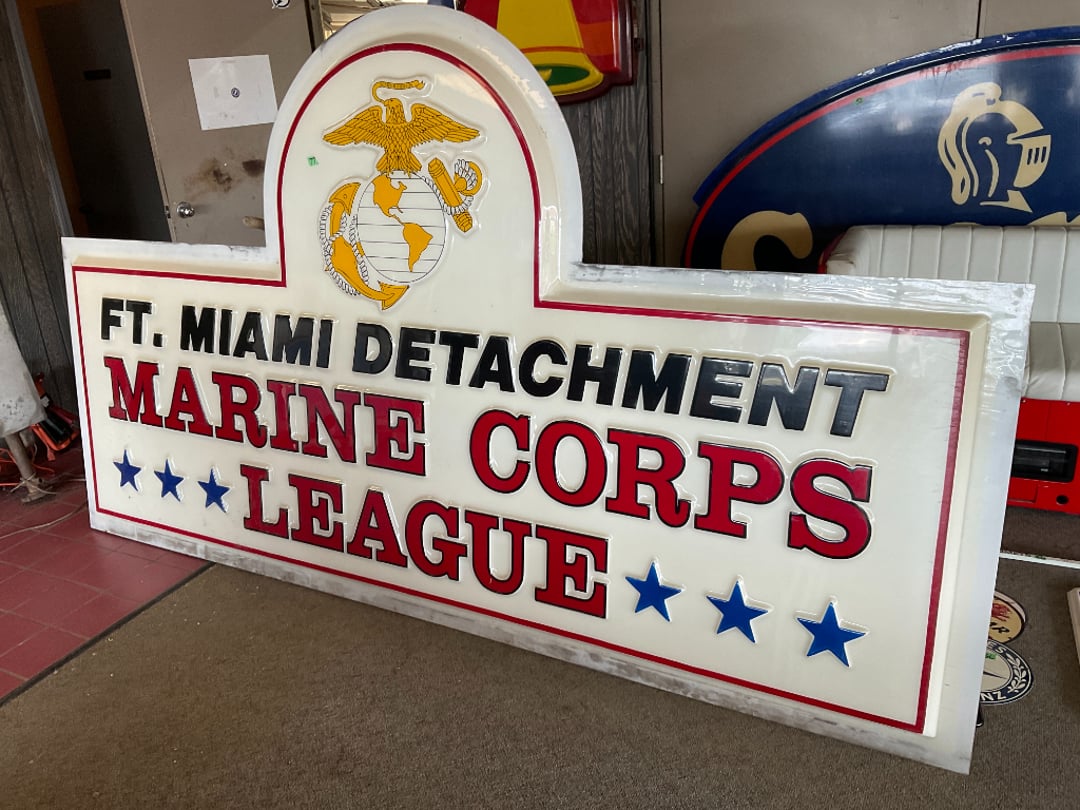 FT. MIAMI DETACHMENT
MARINE CORPS
LEAGUE